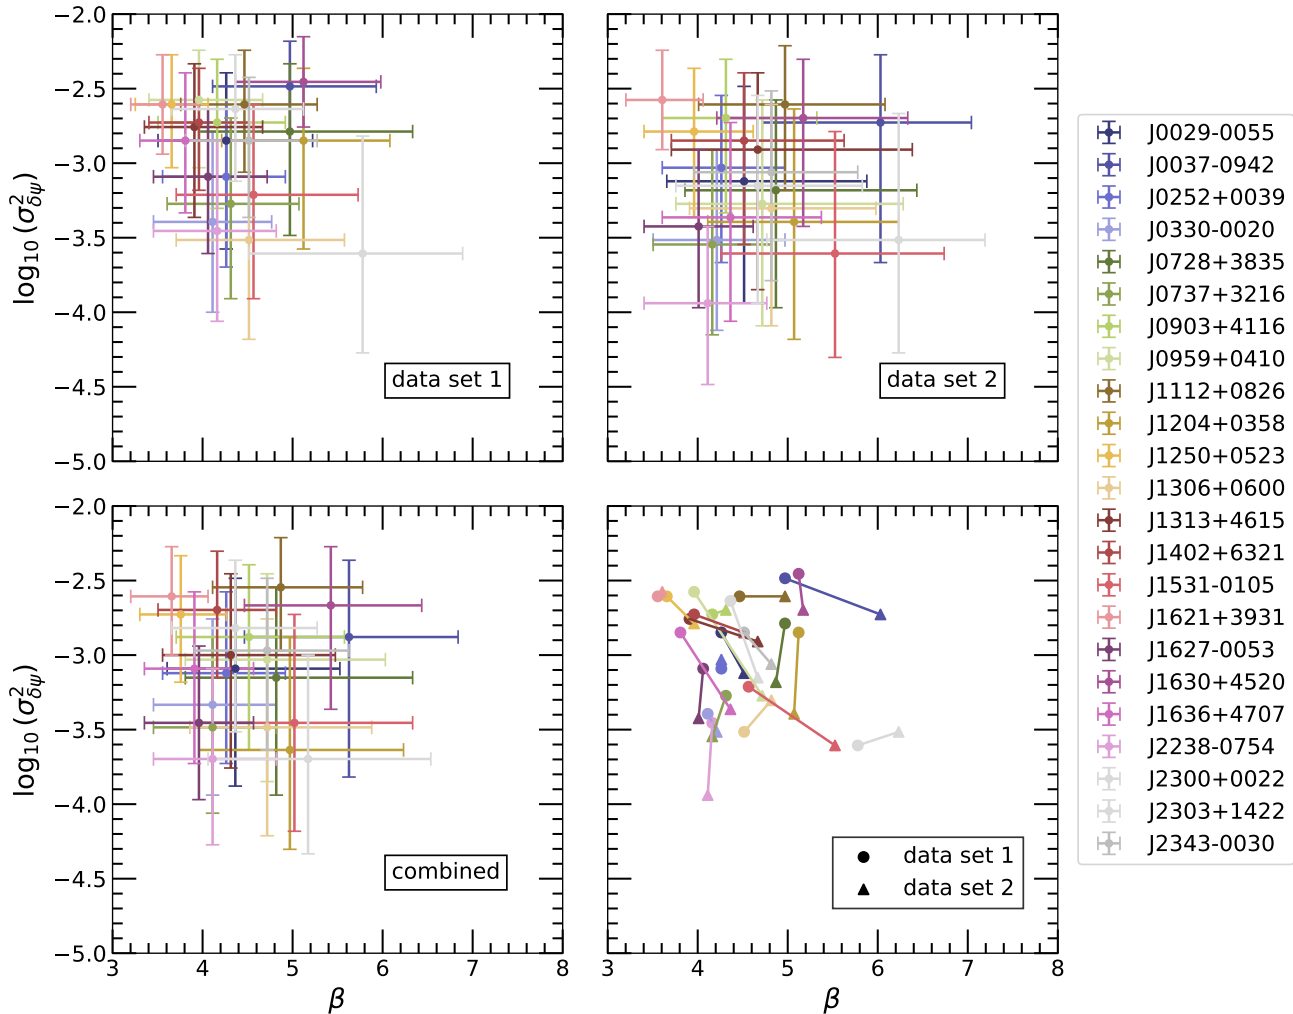 −2.0
−2.5
−3.0
−3.5
−4.0
−4.5
−5.0
log₁₀ (σ²_δψ)
data set 1
data set 2
J0029-0055
J0037-0942
J0252+0039
J0330-0020
J0728+3835
J0737+3216
J0903+4116
J0959+0410
J1112+0826
J1204+0358
J1250+0523
J1306+0600
J1313+4615
J1402+6321
J1531-0105
J1621+3931
J1627-0053
J1630+4520
J1636+4707
J2238-0754
J2300+0022
J2303+1422
J2343-0030
−2.0
−2.5
−3.0
−3.5
−4.0
−4.5
−5.0
log₁₀ (σ²_δψ)
combined
data set 1
data set 2
3 4 5 6 7 8
β
3 4 5 6 7 8
β